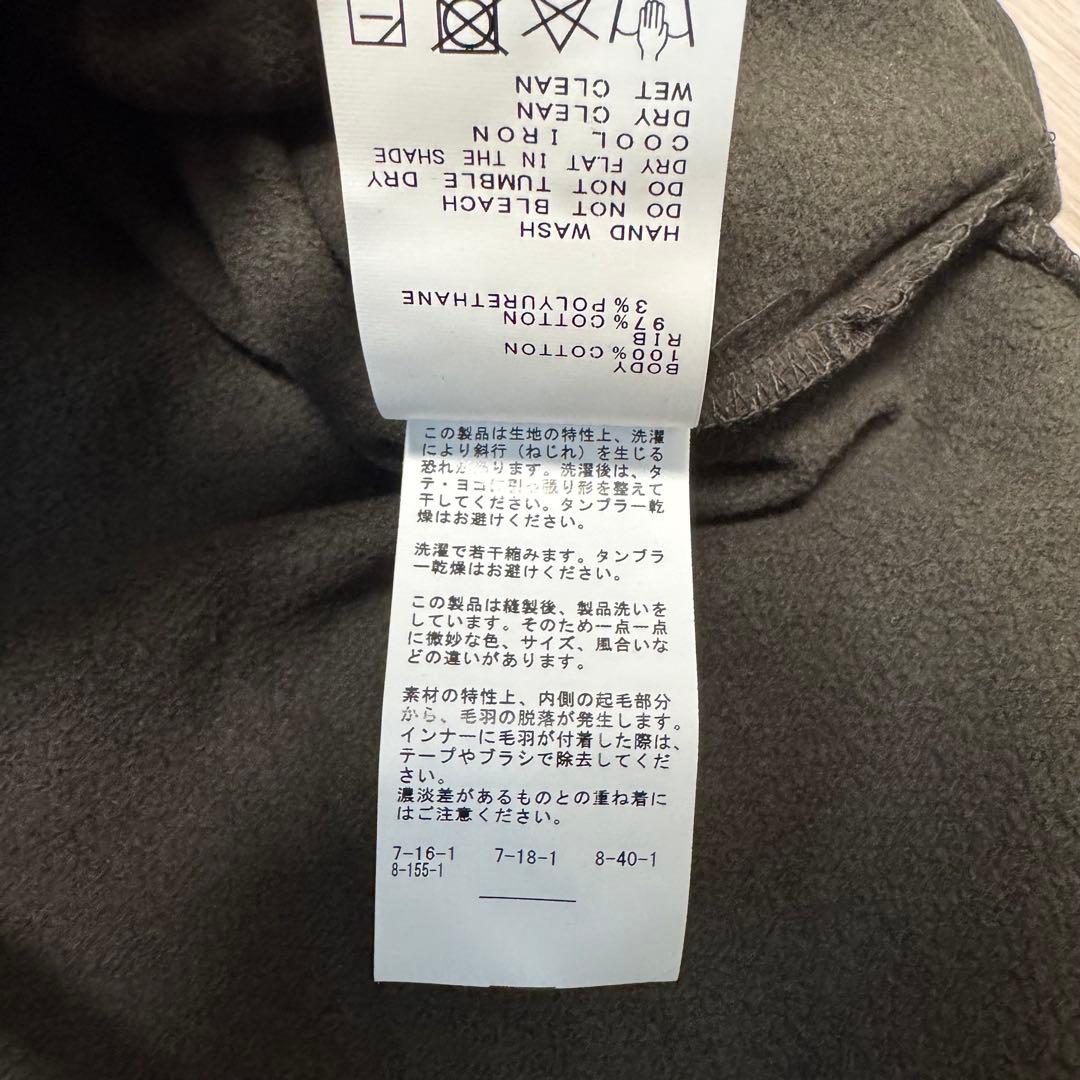 BODY
100% COTTON
RIB
97% COTTON
3% POLYURETHANE
HAND WASH
DO NOT BLEACH
DO NOT TUMBLE DRY
DRY FLAT IN THE SHADE
COOL IRON
DRY CLEAN
WET CLEAN
この製品は生地の特性上、洗濯
により斜行（ねじれ）を生じる
恐れがあります。洗濯後は、タ
テ・ヨコに引っ張り形を整えて
干してください。タンブラー乾
燥はお避けください。
洗濯で若干縮みます。タンブラ
ー乾燥はお避けください。
この製品は縫製後、製品洗いを
しています。そのため一点一点
に微妙な色、サイズ、風合いな
どの違いがあります。
素材の特性上、内側の起毛部分
から、毛羽の脱落が発生します。
インナーに毛羽が付着した際は、
テープやブラシで除去してくだ
さい。
濃淡差があるものとの重ね着に
はご注意ください。
7-16-1 7-18-1 8-40-1
8-155-1